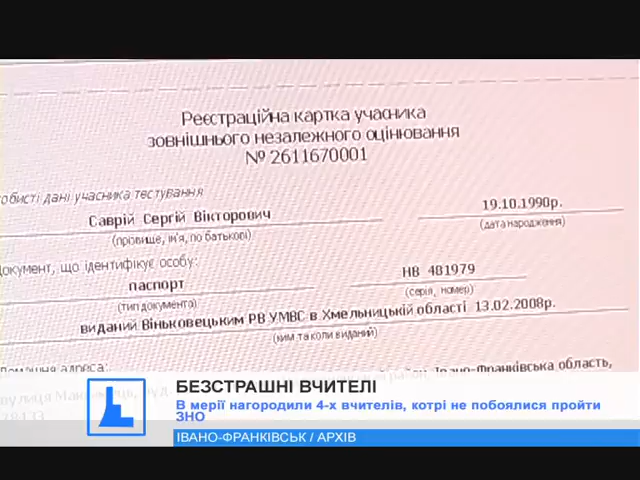 Реєстраційна картка учасника
зовнішнього незалежного оцінювання
№ 2611670001
обисті дані учасника тестування
Саврій Сергій Вікторович
19.10.1990р.
(прізвище, ім'я, по батькові)
(дата народження)
документ, що ідентифікує особу:
паспорт
НВ 481979
(тип документа)
(серія, номер)
виданий Віньковецьким РВ УМВС в Хмельницькій області 13.02.2008р.
(ким та коли виданий)
Івано-Франківська область,
БЕЗСТРАШНІ ВЧИТЕЛІ
В мерії нагородили 4-х вчителів, котрі не побоялися пройти
ЗНО
ІВАНО-ФРАНКІВСЬК / АРХІВ